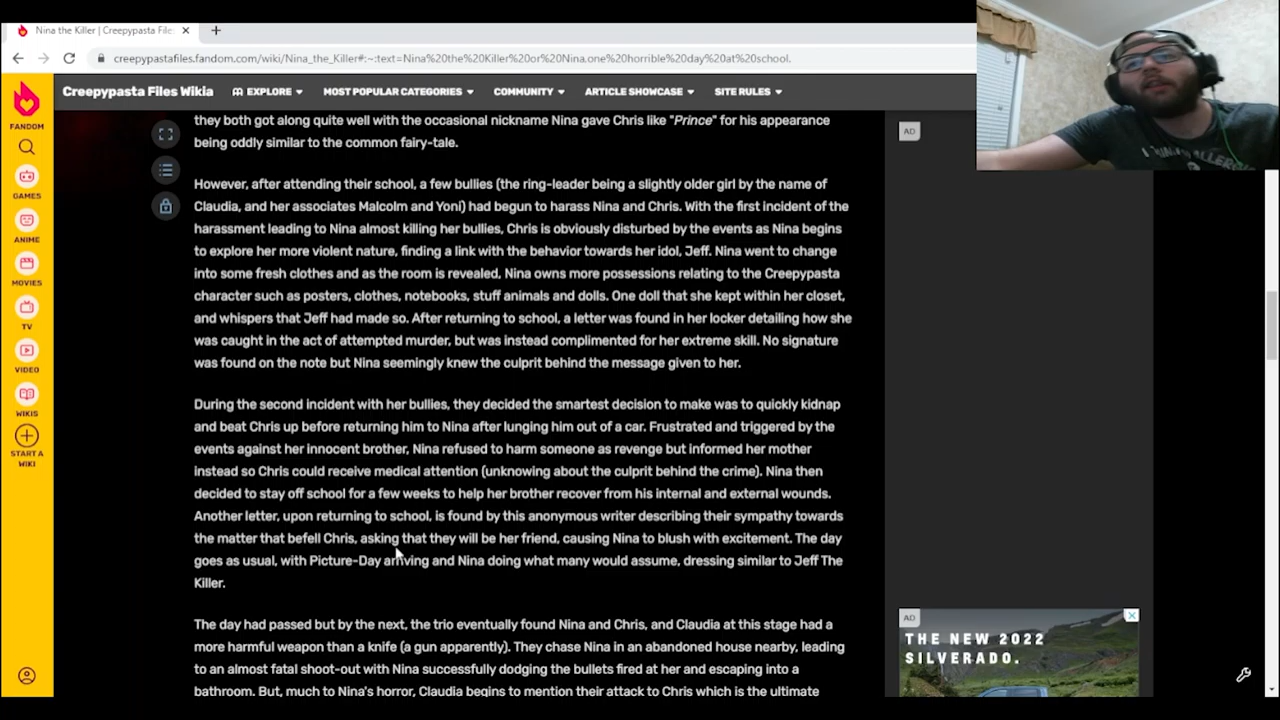 Nina the Killer | Creepypasta File
creepypastafiles.fandom.com/wiki/Nina_the_Killer#:~:text=Nina%20the%20Killer%20or%20Nina,one%20horrible%20day%20at%20school.
FANDOM
GAMES
ANIME
MOVIES
TV
VIDEO
WIKIS
START A
WIKI
Creepypasta Files Wikia
EXPLORE
MOST POPULAR CATEGORIES
COMMUNITY
ARTICLE SHOWCASE
SITE RULES
they both got along quite well with the occasional nickname Nina gave Chris like "Prince" for his appearance
being oddly similar to the common fairy-tale.
However, after attending their school, a few bullies (the ring-leader being a slightly older girl by the name of
Claudia, and her associates Malcolm and Yoni) had begun to harass Nina and Chris. With the first incident of the
harassment leading to Nina almost killing her bullies, Chris is obviously disturbed by the events as Nina begins
to explore her more violent nature, finding a link with the behavior towards her idol, Jeff. Nina went to change
into some fresh clothes and as the room is revealed, Nina owns more possessions relating to the Creepypasta
character such as posters, clothes, notebooks, stuff animals and dolls. One doll that she kept within her closet,
and whispers that Jeff had made so. After returning to school, a letter was found in her locker detailing how she
was caught in the act of attempted murder, but was instead complimented for her extreme skill. No signature
was found on the note but Nina seemingly knew the culprit behind the message given to her.
During the second incident with her bullies, they decided the smartest decision to make was to quickly kidnap
and beat Chris up before returning him to Nina after lunging him out of a car. Frustrated and triggered by the
events against her innocent brother, Nina refused to harm someone as revenge but informed her mother
instead so Chris could receive medical attention (unknowing about the culprit behind the crime). Nina then
decided to stay off school for a few weeks to help her brother recover from his internal and external wounds.
Another letter, upon returning to school, is found by this anonymous writer describing their sympathy towards
the matter that befell Chris, asking that they will be her friend, causing Nina to blush with excitement. The day
goes as usual, with Picture-Day arriving and Nina doing what many would assume, dressing similar to Jeff The
Killer.
The day had passed but by the next, the trio eventually found Nina and Chris, and Claudia at this stage had a
more harmful weapon than a knife (a gun apparently). They chase Nina in an abandoned house nearby, leading
to an almost fatal shoot-out with Nina successfully dodging the bullets fired at her and escaping into a
bathroom. But, much to Nina's horror, Claudia begins to mention their attack to Chris which is the ultimate
AD
AD
THE NEW 2022
SILVERADO.